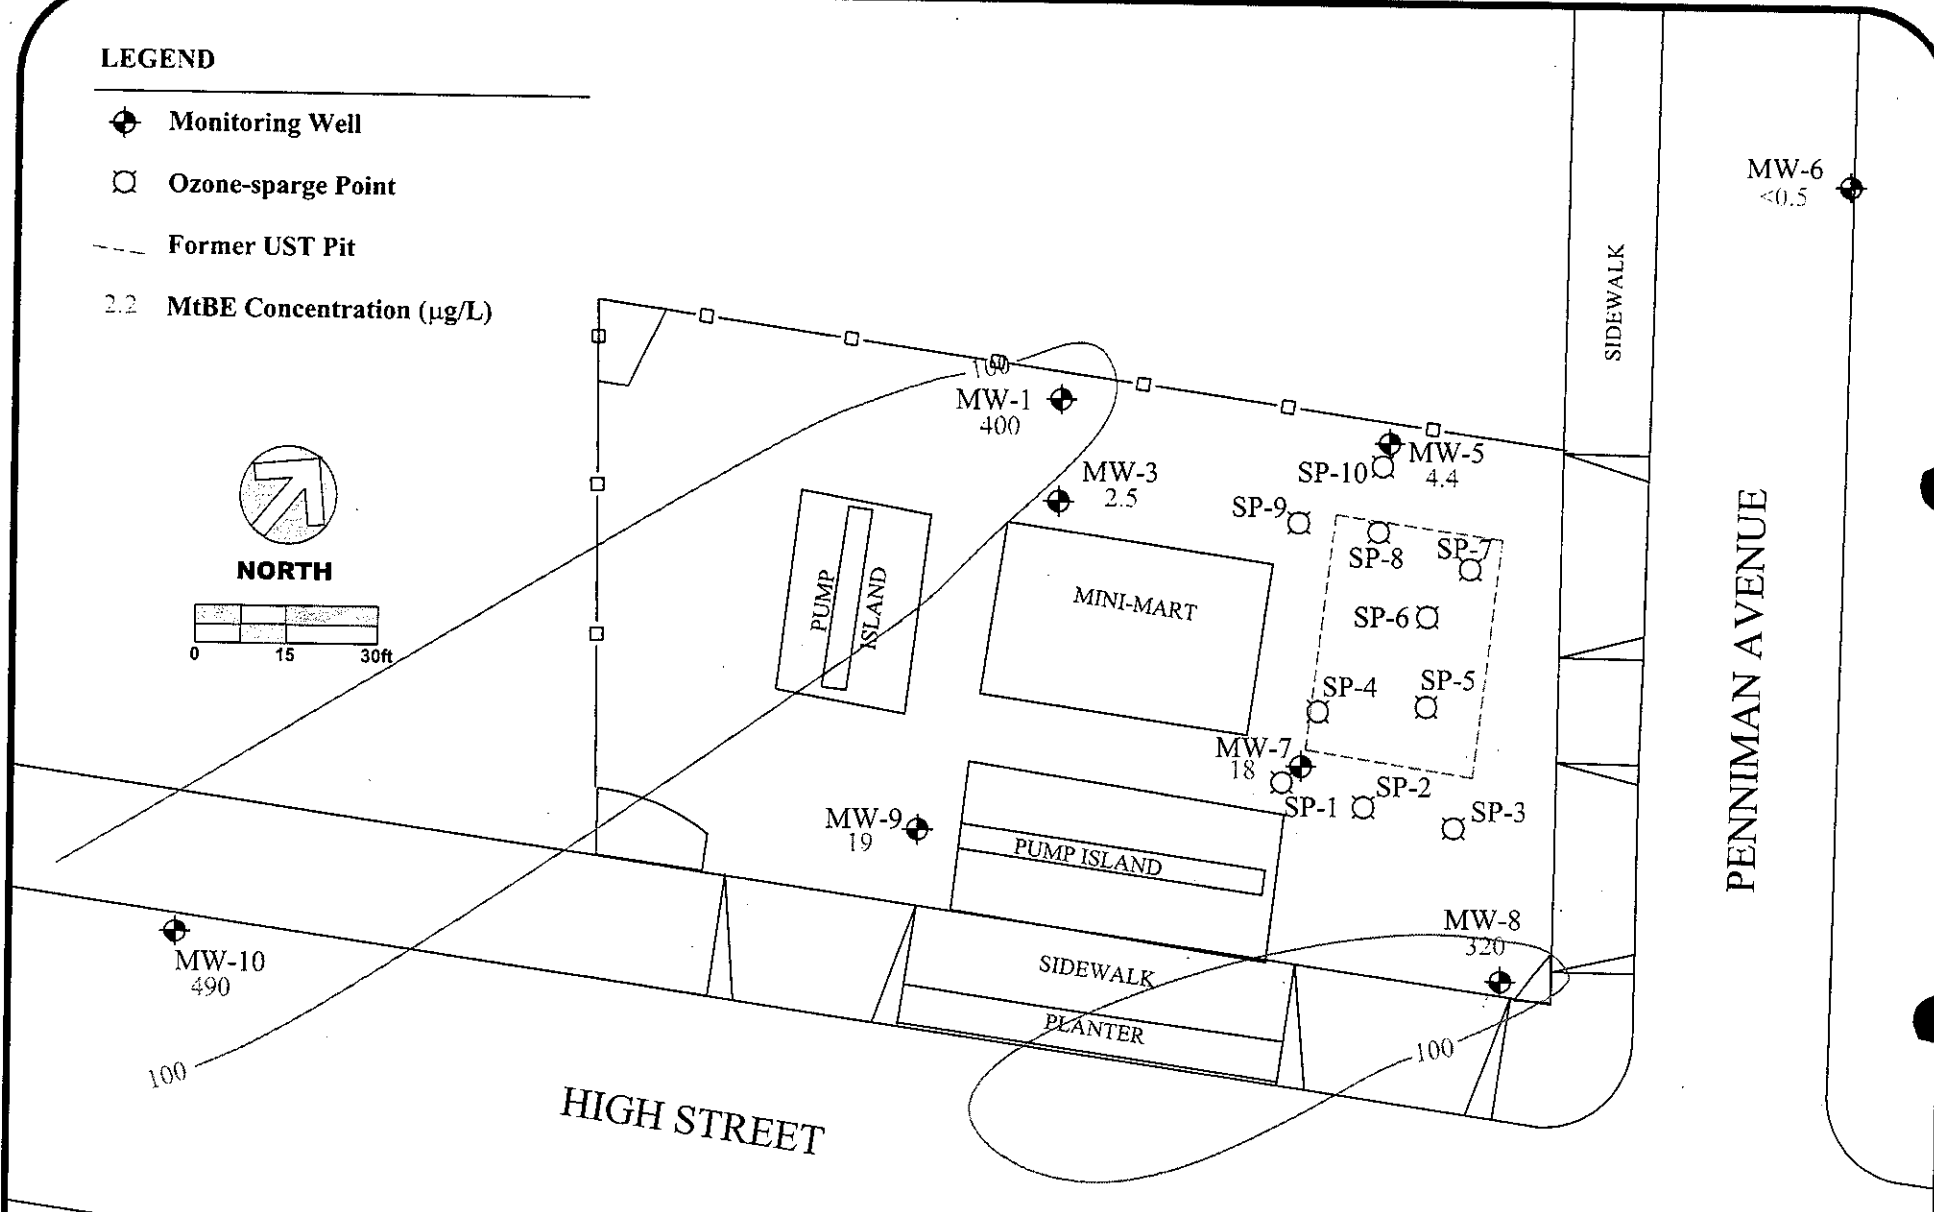 LEGEND
Monitoring Well
Ozone-sparge Point
Former UST Pit
2.2 MtBE Concentration (µg/L)
NORTH
0 15 30ft
MW-6
<0.5
SIDEWALK
100
MW-1
400
MW-3
2.5
MW-5
4.4
SP-10
SP-9
SP-8
SP-7
SP-6
SP-5
SP-4
PUMP
ISLAND
MINI-MART
MW-7
18
SP-1
SP-2
SP-3
MW-9
19
PUMP ISLAND
PENNIMAN AVENUE
MW-8
320
MW-10
490
SIDEWALK
PLANTER
100
100
HIGH STREET